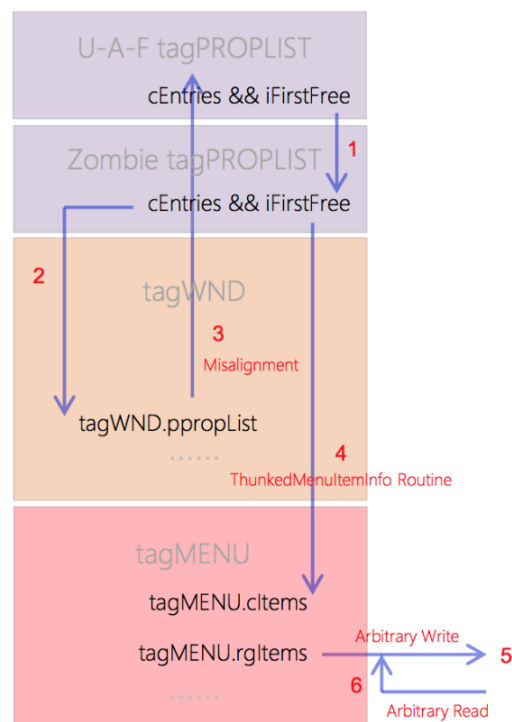 U-A-F tagPROPLIST
cEntries && iFirstFree
1
Zombie tagPROPLIST
cEntries && iFirstFree
2
tagWND
3
Misalignment
tagWND.ppropList
......
4
ThunkedMenuItemInfo Routine
tagMENU
tagMENU.cItems
Arbitrary Write
tagMENU.rgItems
5
6
......
Arbitrary Read